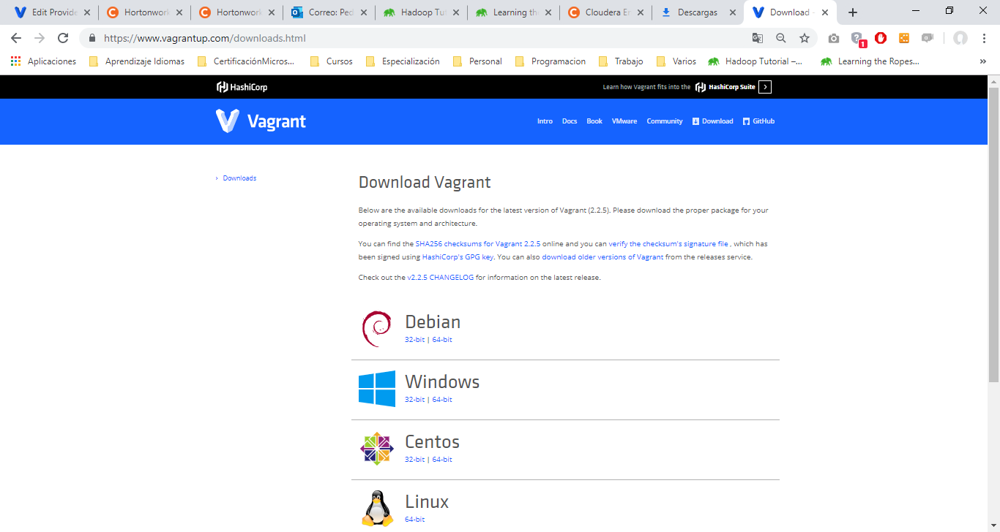 Edit Provide
Hortonwork
Hortonwork
Correo: Ped
Hadoop Tut
Learning the
Cloudera En
Descargas
Download -
https://www.vagrantup.com/downloads.html
1
Aplicaciones
Aprendizaje Idiomas
CertificaciónMicros...
Cursos
Especialización
Personal
Programacion
Trabajo
Varios
Hadoop Tutorial –...
Learning the Ropes...
»
HashiCorp
Learn how Vagrant fits into the HashiCorp Suite
Vagrant
Intro
Docs
Book
VMware
Community
Download
GitHub
› Downloads
Download Vagrant
Below are the available downloads for the latest version of Vagrant (2.2.5). Please download the proper package for your
operating system and architecture.
You can find the SHA256 checksums for Vagrant 2.2.5 online and you can verify the checksum's signature file , which has
been signed using HashiCorp's GPG key. You can also download older versions of Vagrant from the releases service.
Check out the v2.2.5 CHANGELOG for information on the latest release.
Debian
32-bit | 64-bit
Windows
32-bit | 64-bit
Centos
32-bit | 64-bit
Linux
64-bit